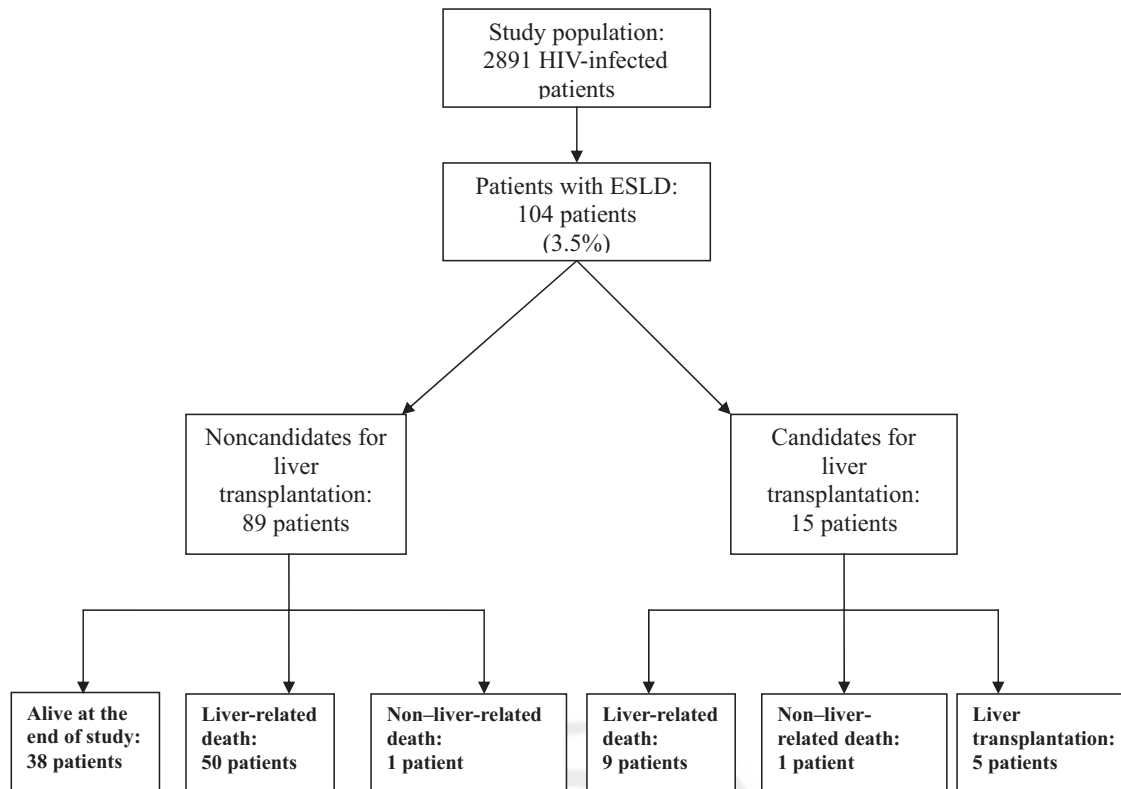 Study population:
2891 HIV-infected
patients
Patients with ESLD:
104 patients
(3.5%)
Noncandidates for
liver
transplantation:
89 patients
Candidates for
liver
transplantation:
15 patients
Alive at the
end of study:
38 patients
Liver-related
death:
50 patients
Non–liver-related
death:
1 patient
Liver-related
death:
9 patients
Non–liver-
related death:
1 patient
Liver
transplantation:
5 patients